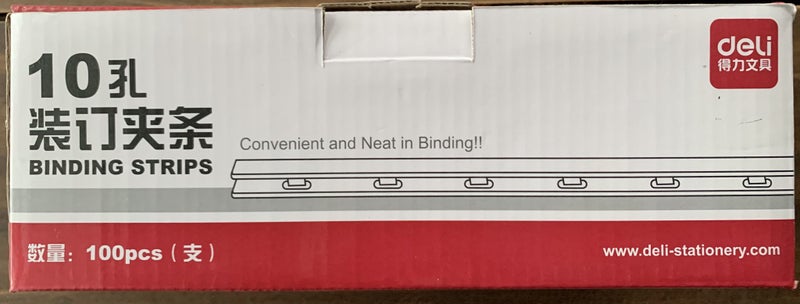 10孔
装订夹条
BINDING STRIPS
Convenient and Neat in Binding!!
deli
得力文具
数量：100pcs（支）
www.deli-stationery.com